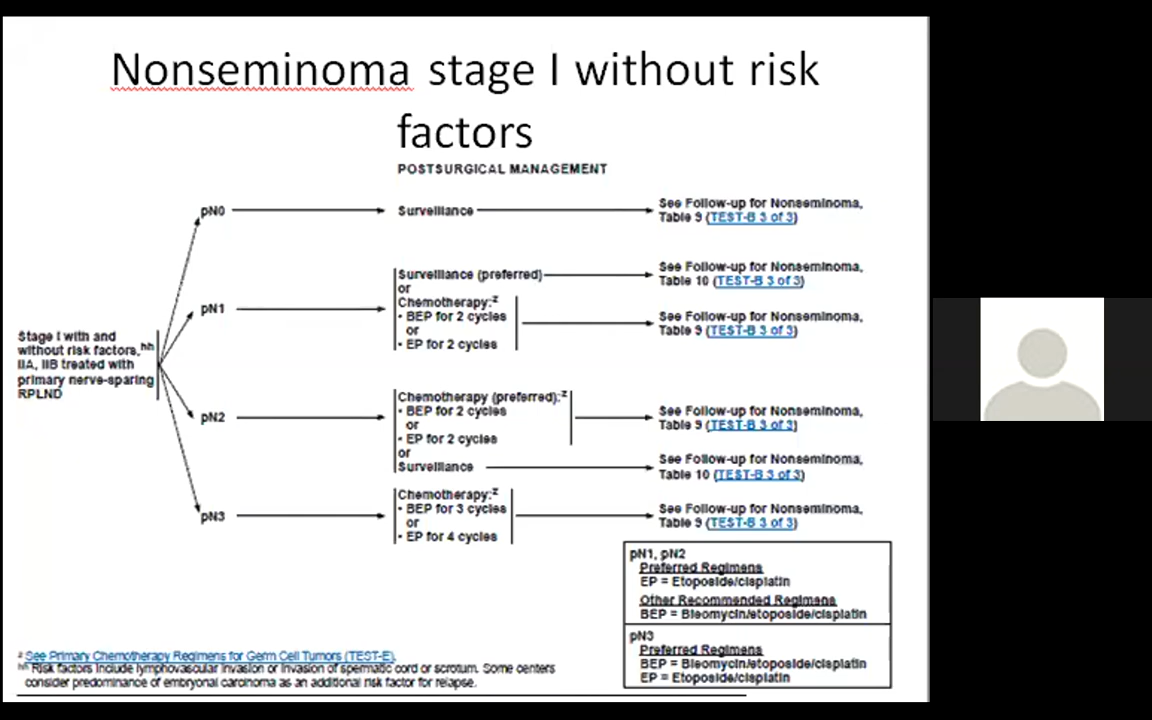 Nonseminoma stage I without risk
factors
POSTSURGICAL MANAGEMENT
pN0
Surveillance
See Follow-up for Nonseminoma,
Table 9 (TEST-B 3 of 3)
pN1
Surveillance (preferred)
or
Chemotherapy:z
• BEP for 2 cycles
or
• EP for 2 cycles
See Follow-up for Nonseminoma,
Table 10 (TEST-B 3 of 3)
See Follow-up for Nonseminoma,
Table 9 (TEST-B 3 of 3)
Stage I with and
without risk factors,hh
IIA, IIB treated with
primary nerve-sparing
RPLND
pN2
Chemotherapy (preferred):z
• BEP for 2 cycles
or
• EP for 2 cycles
or
Surveillance
See Follow-up for Nonseminoma,
Table 9 (TEST-B 3 of 3)
See Follow-up for Nonseminoma,
Table 10 (TEST-B 3 of 3)
pN3
Chemotherapy:z
• BEP for 3 cycles
or
• EP for 4 cycles
See Follow-up for Nonseminoma,
Table 9 (TEST-B 3 of 3)
pN1, pN2
Preferred Regimens
EP = Etoposide/cisplatin
Other Recommended Regimens
BEP = Bleomycin/etoposide/cisplatin
pN3
Preferred Regimens
BEP = Bleomycin/etoposide/cisplatin
EP = Etoposide/cisplatin
z See Primary Chemotherapy Regimens for Germ Cell Tumors (TEST-E).
hh Risk factors include lymphovascular invasion or invasion of spermatic cord or scrotum. Some centers
consider predominance of embryonal carcinoma as an additional risk factor for relapse.